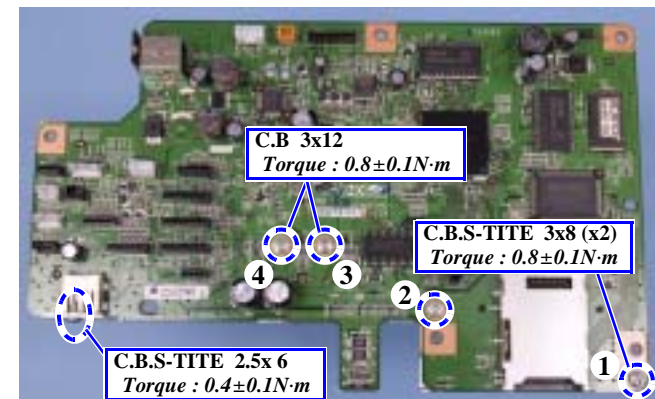 C.B 3x12
Torque : 0.8±0.1N·m
C.B.S-TITE 3x8 (x2)
Torque : 0.8±0.1N·m
4
3
2
1
C.B.S-TITE 2.5x 6
Torque : 0.4±0.1N·m